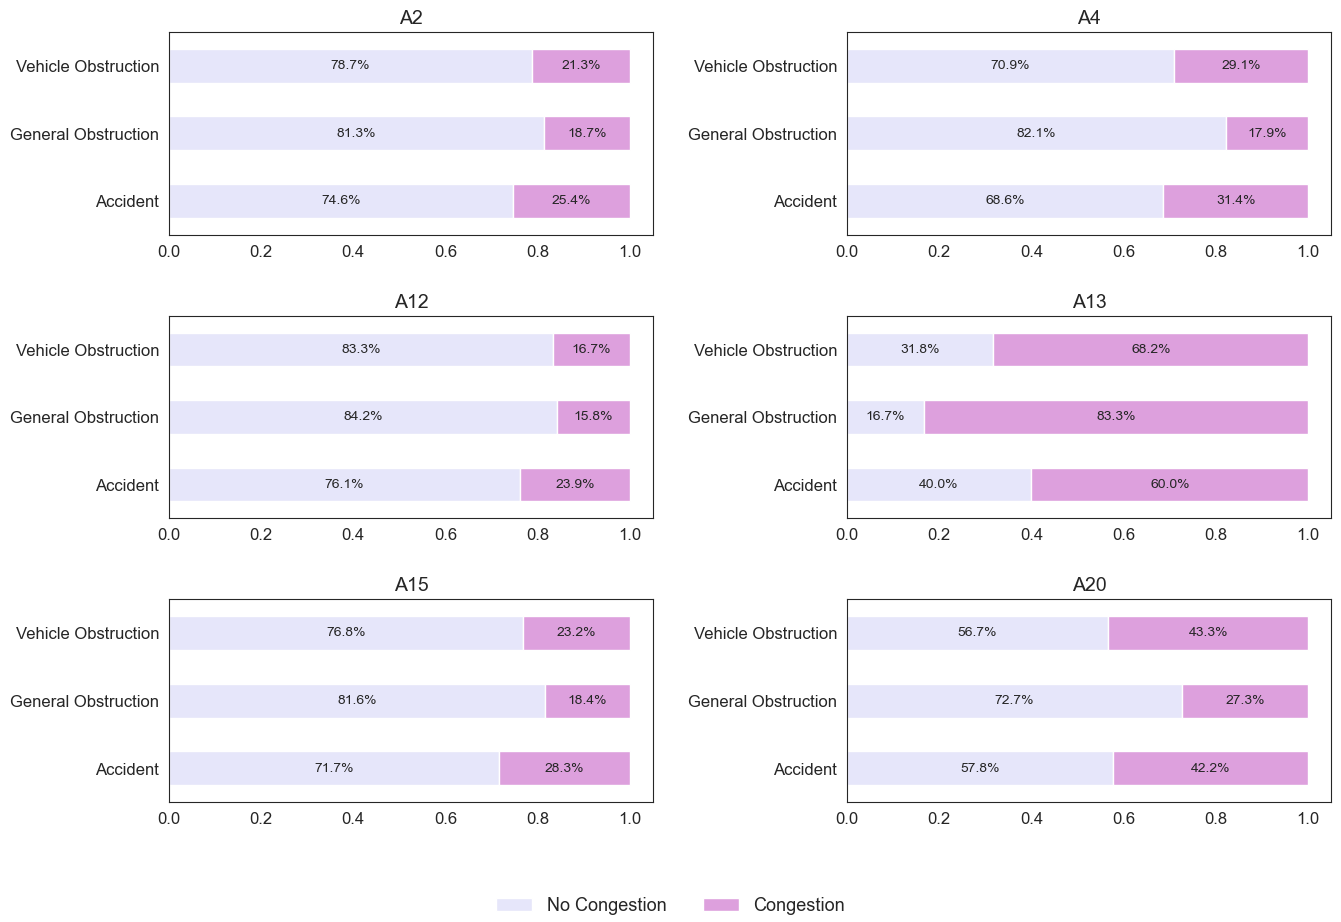 A2
Vehicle Obstruction 78.7% 21.3%
General Obstruction 81.3% 18.7%
Accident 74.6% 25.4%
0.0 0.2 0.4 0.6 0.8 1.0
A4
Vehicle Obstruction 70.9% 29.1%
General Obstruction 82.1% 17.9%
Accident 68.6% 31.4%
0.0 0.2 0.4 0.6 0.8 1.0
A12
Vehicle Obstruction 83.3% 16.7%
General Obstruction 84.2% 15.8%
Accident 76.1% 23.9%
0.0 0.2 0.4 0.6 0.8 1.0
A13
Vehicle Obstruction 31.8% 68.2%
General Obstruction 16.7% 83.3%
Accident 40.0% 60.0%
0.0 0.2 0.4 0.6 0.8 1.0
A15
Vehicle Obstruction 76.8% 23.2%
General Obstruction 81.6% 18.4%
Accident 71.7% 28.3%
0.0 0.2 0.4 0.6 0.8 1.0
A20
Vehicle Obstruction 56.7% 43.3%
General Obstruction 72.7% 27.3%
Accident 57.8% 42.2%
0.0 0.2 0.4 0.6 0.8 1.0
No Congestion Congestion